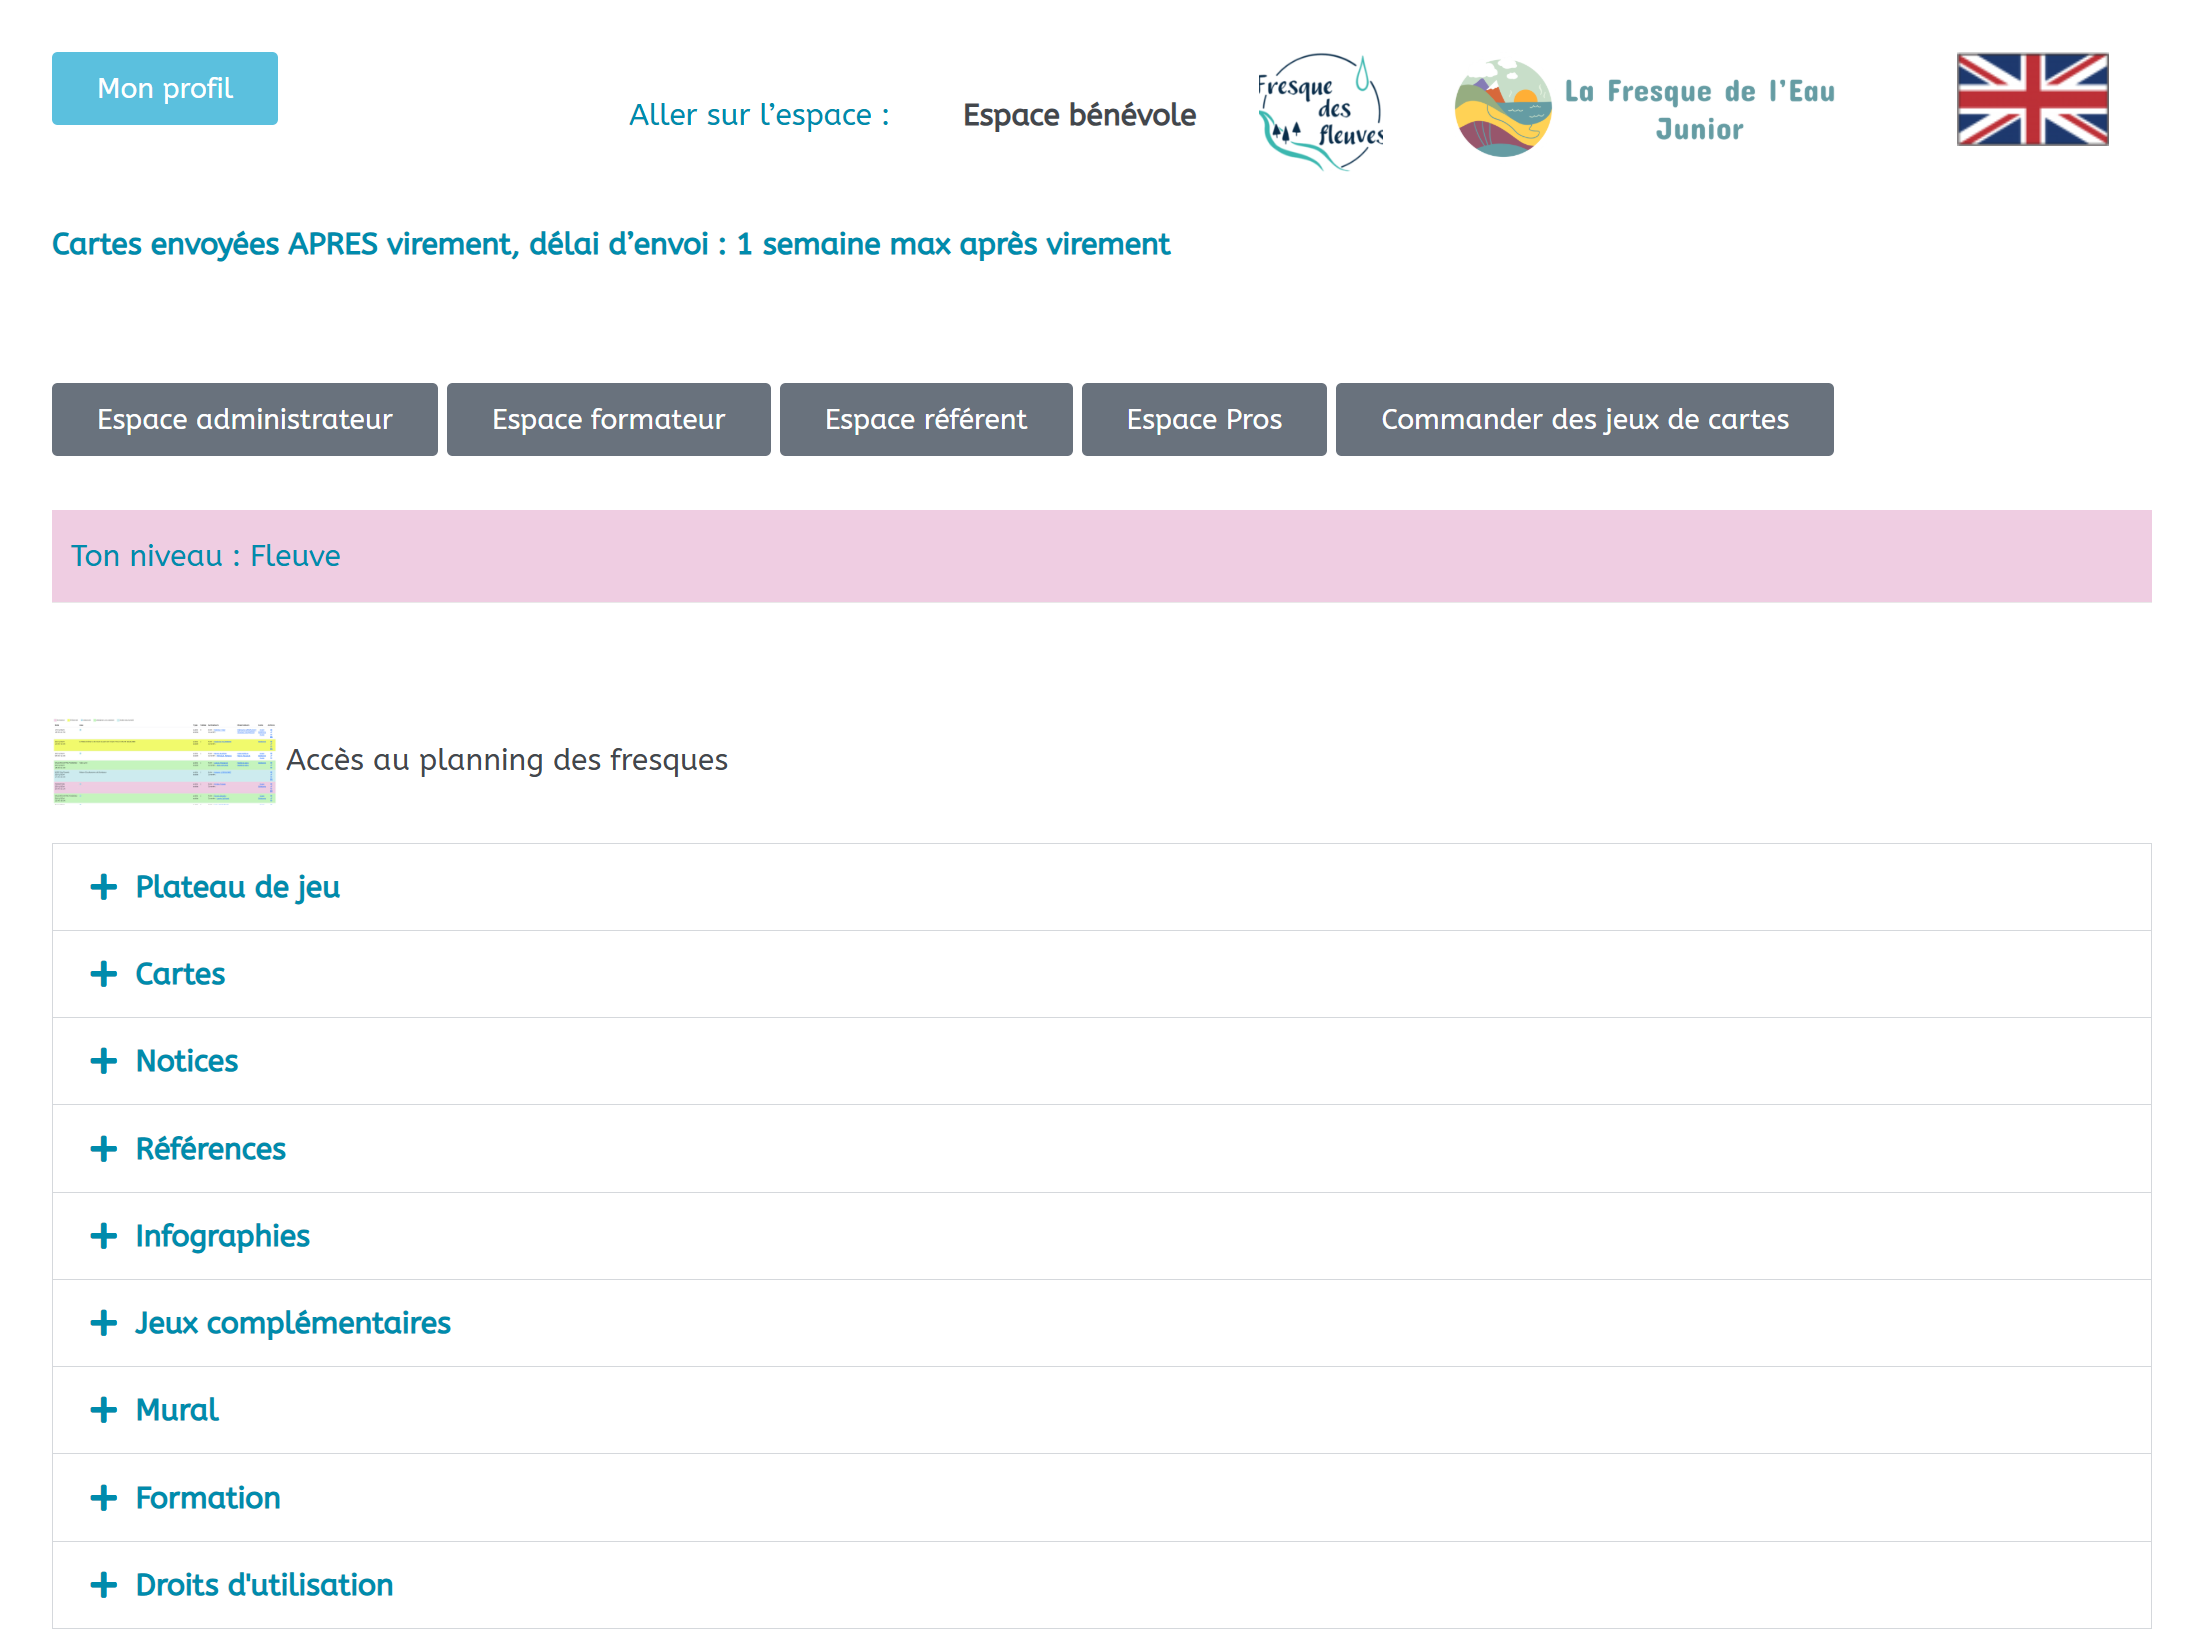 Mon profil
Aller sur l’espace :
Espace bénévole
Fresque
des
fleuves
La Fresque de l’Eau
Junior
Cartes envoyées APRES virement, délai d’envoi : 1 semaine max après virement
Espace administrateur
Espace formateur
Espace référent
Espace Pros
Commander des jeux de cartes
Ton niveau : Fleuve
Accès au planning des fresques
Plateau de jeu
Cartes
Notices
Références
Infographies
Jeux complémentaires
Mural
Formation
Droits d'utilisation